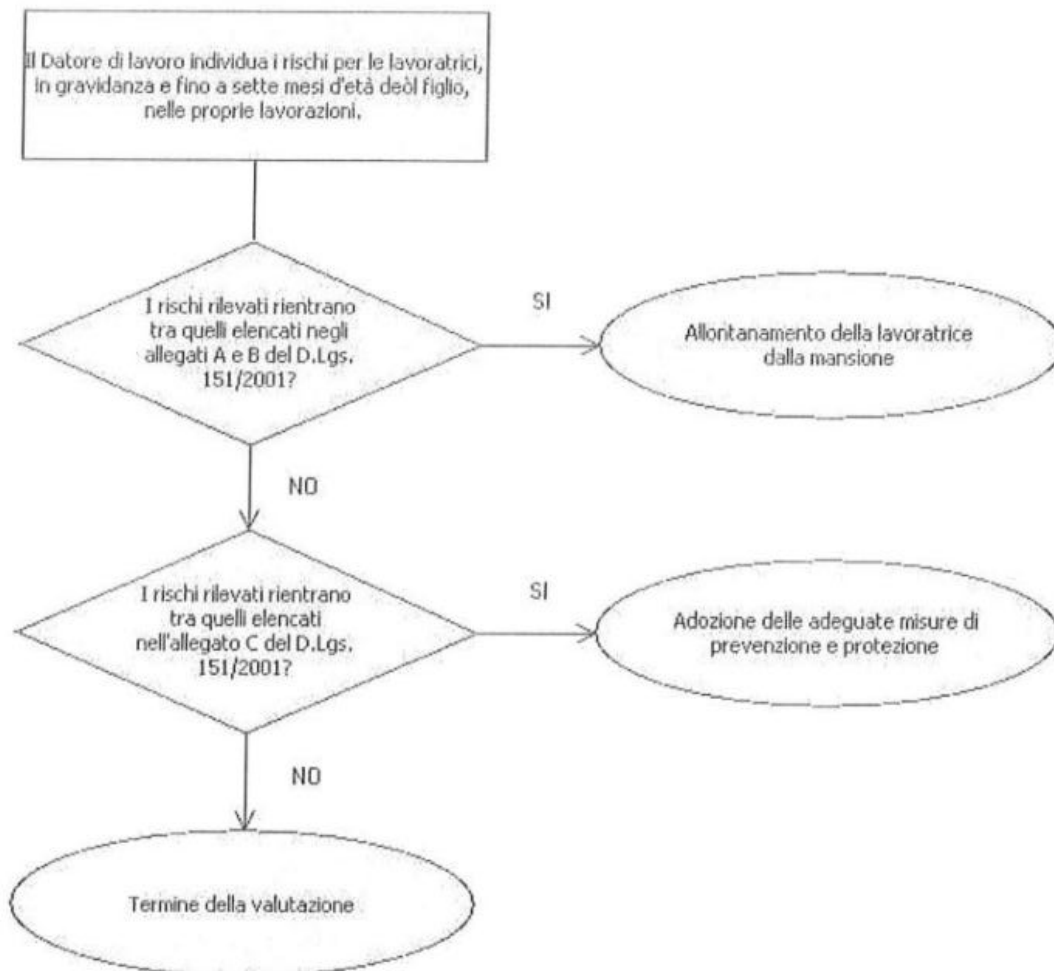 Il Datore di lavoro individua i rischi per le lavoratrici,
in gravidanza e fino a sette mesi d'età deòl figlio,
nelle proprie lavorazioni.
I rischi rilevati rientrano
tra quelli elencati negli
allegati A e B del D.Lgs.
151/2001?
SI
Allontanamento della lavoratrice
dalla mansione
NO
I rischi rilevati rientrano
tra quelli elencati
nell'allegato C del D.Lgs.
151/2001?
SI
Adozione delle adeguate misure di
prevenzione e protezione
NO
Termine della valutazione